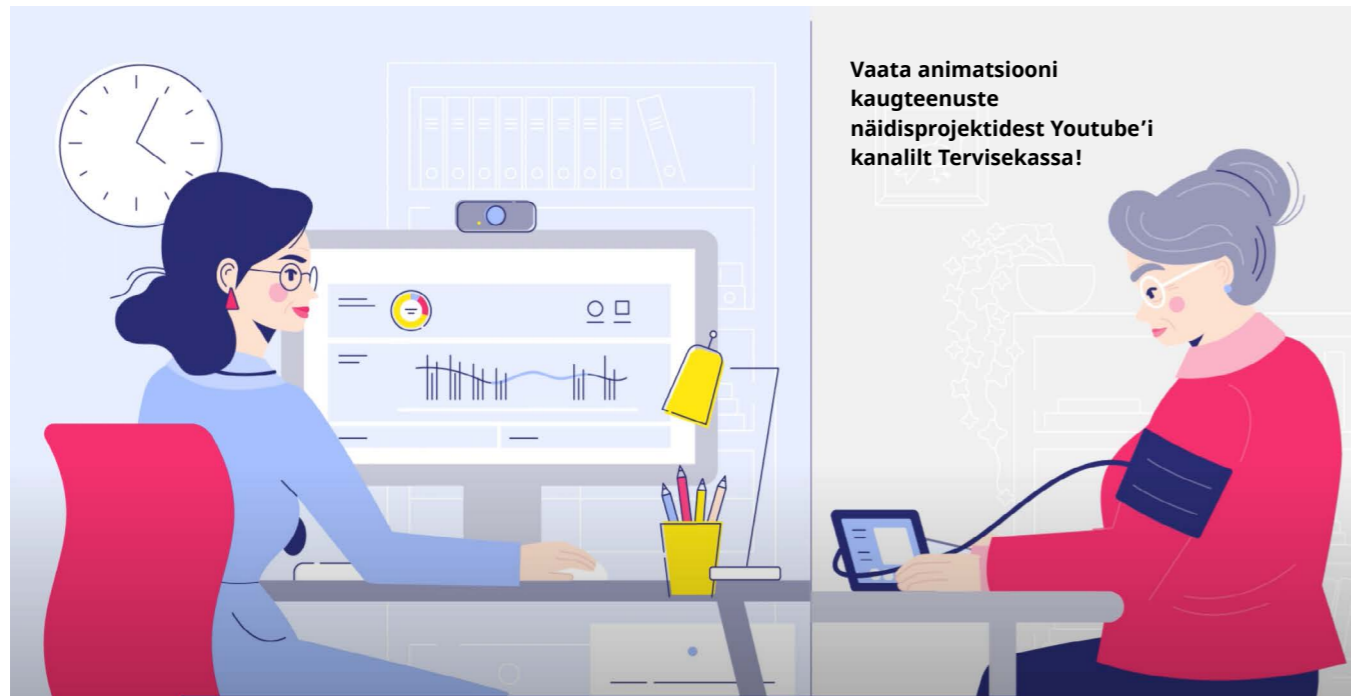 Vaata animatsiooni
kaugteenuste
näidisprojektidest Youtube’i
kanalilt Tervisekassa!